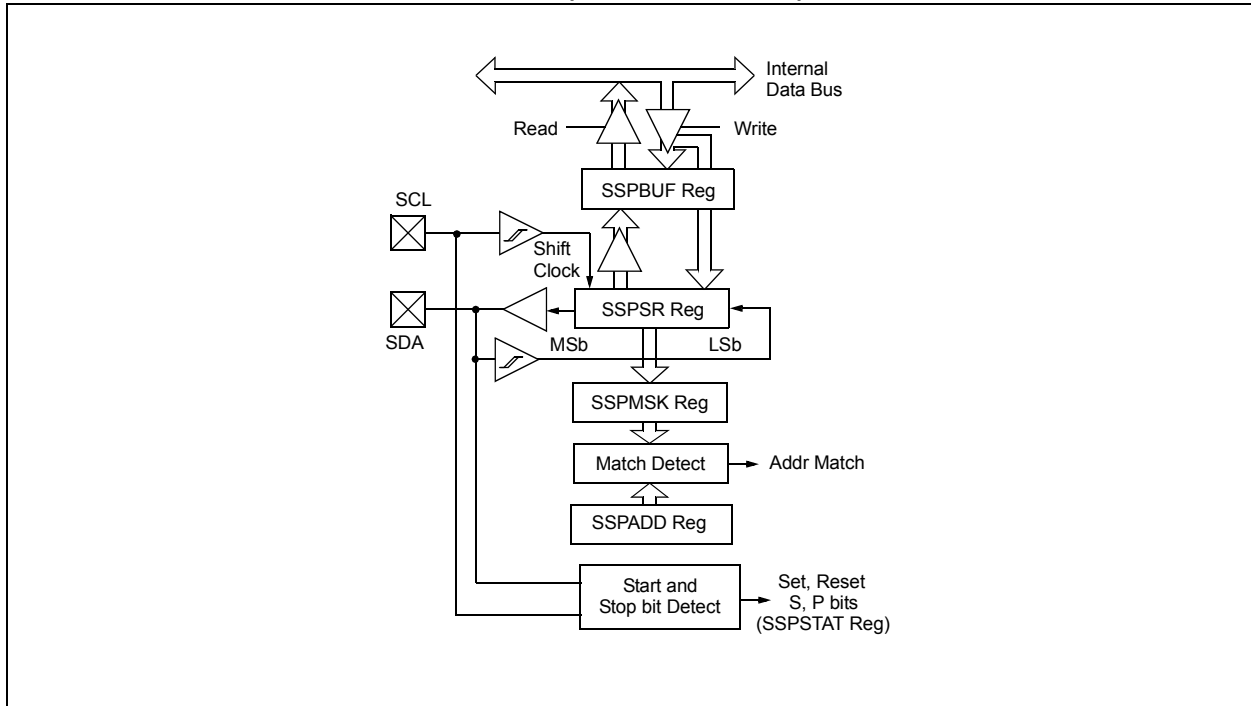 Internal
Data Bus
Read
Write
SSPBUF Reg
SCL
Shift
Clock
SSPSR Reg
SDA
MSb
LSb
SSPMSK Reg
Match Detect
Addr Match
SSPADD Reg
Start and
Stop bit Detect
Set, Reset
S, P bits
(SSPSTAT Reg)